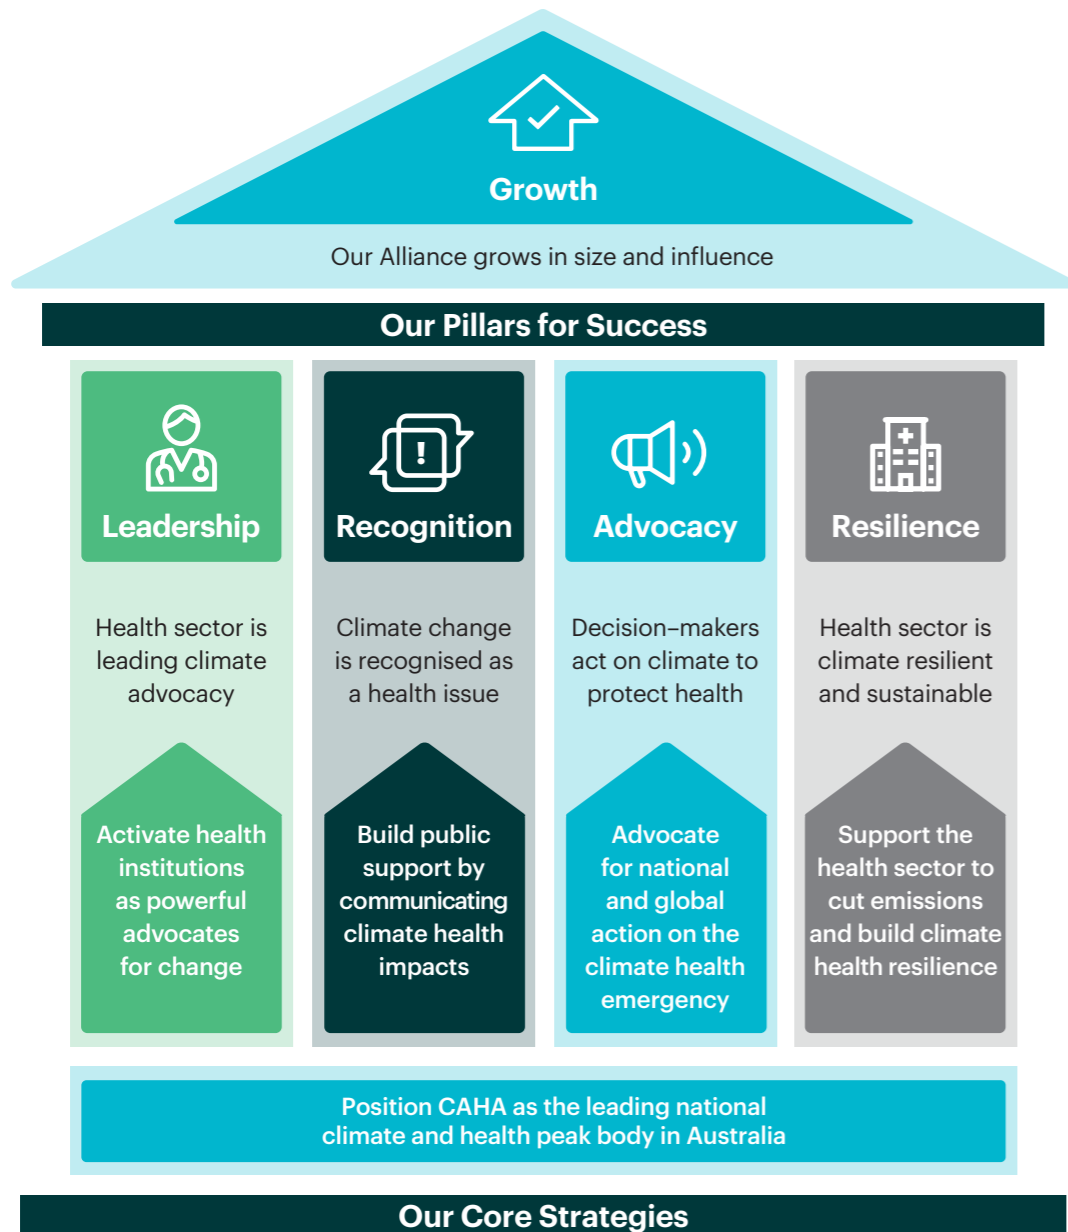 Growth
Our Alliance grows in size and influence
Our Pillars for Success
Leadership
Health sector is
leading climate
advocacy
Activate health
institutions
as powerful
advocates
for change
Recognition
Climate change
is recognised as
a health issue
Build public
support by
communicating
climate health
impacts
Advocacy
Decision–makers
act on climate to
protect health
Advocate
for national
and global
action on the
climate health
emergency
Resilience
Health sector is
climate resilient
and sustainable
Support the
health sector to
cut emissions
and build climate
health resilience
Position CAHA as the leading national
climate and health peak body in Australia
Our Core Strategies